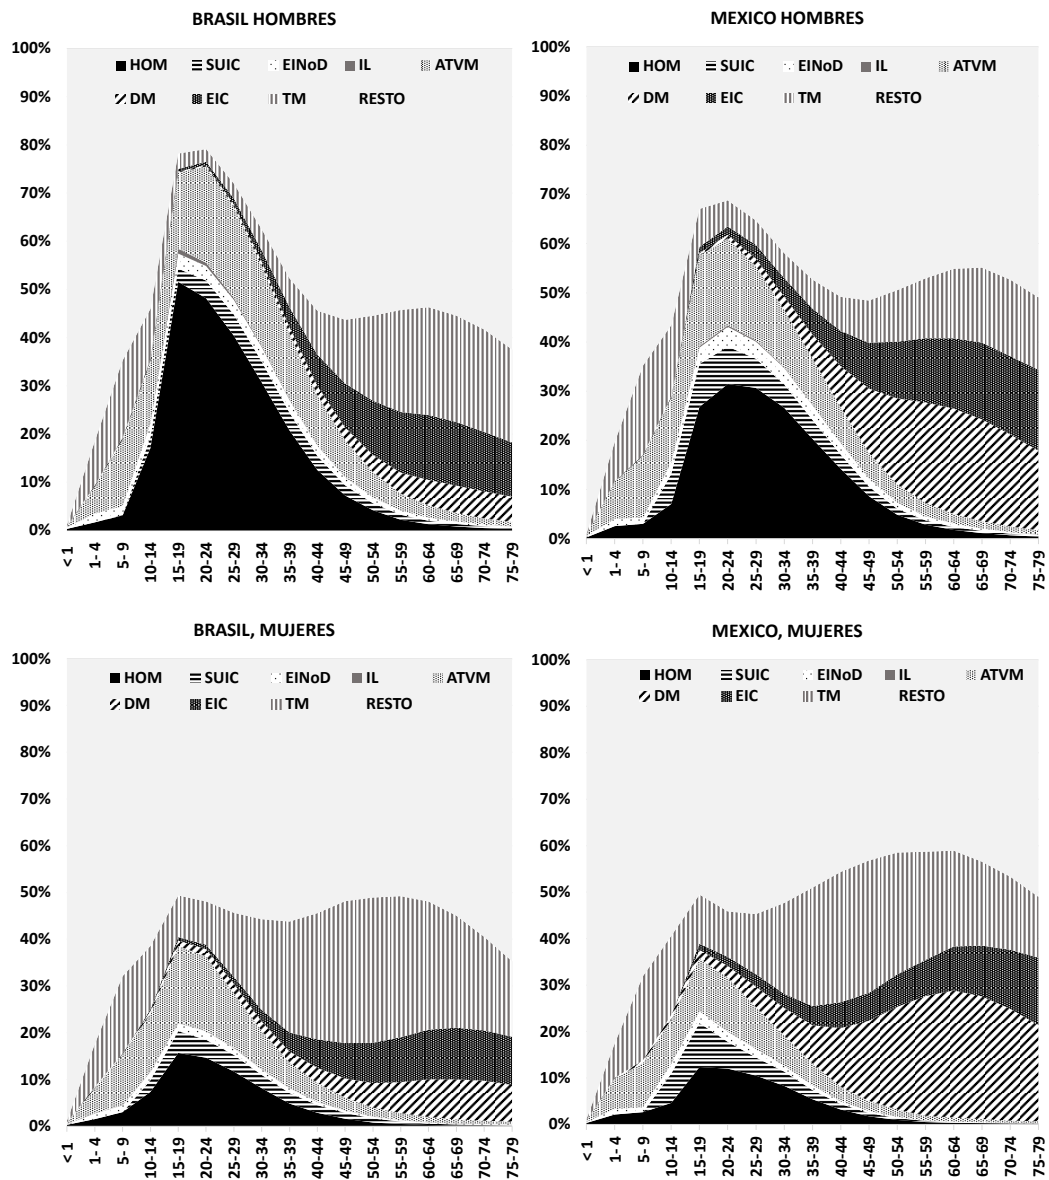 BRASIL HOMBRES
HOM SUIC EINoD IL ATVM
DM EIC TM RESTO
100%
90%
80%
70%
60%
50%
40%
30%
20%
10%
0%
< 1 1- 4 5- 9 10-14 15-19 20-24 25-29 30-34 35-39 40-44 45-49 50-54 55-59 60-64 65-69 70-74 75-79
MEXICO HOMBRES
HOM SUIC EINoD IL ATVM
DM EIC TM RESTO
100%
90%
80%
70%
60%
50%
40%
30%
20%
10%
0%
< 1 1- 4 5- 9 10-14 15-19 20-24 25-29 30-34 35-39 40-44 45-49 50-54 55-59 60-64 65-69 70-74 75-79
BRASIL, MUJERES
HOM SUIC EINoD IL ATVM
DM EIC TM RESTO
100%
90%
80%
70%
60%
50%
40%
30%
20%
10%
0%
< 1 1- 4 5- 9 10-14 15-19 20-24 25-29 30-34 35-39 40-44 45-49 50-54 55-59 60-64 65-69 70-74 75-79
MEXICO, MUJERES
HOM SUIC EINoD IL ATVM
DM EIC TM RESTO
100%
90%
80%
70%
60%
50%
40%
30%
20%
10%
0%
< 1 1- 4 5- 9 10-14 15-19 20-24 25-29 30-34 35-39 40-44 45-49 50-54 55-59 60-64 65-69 70-74 75-79